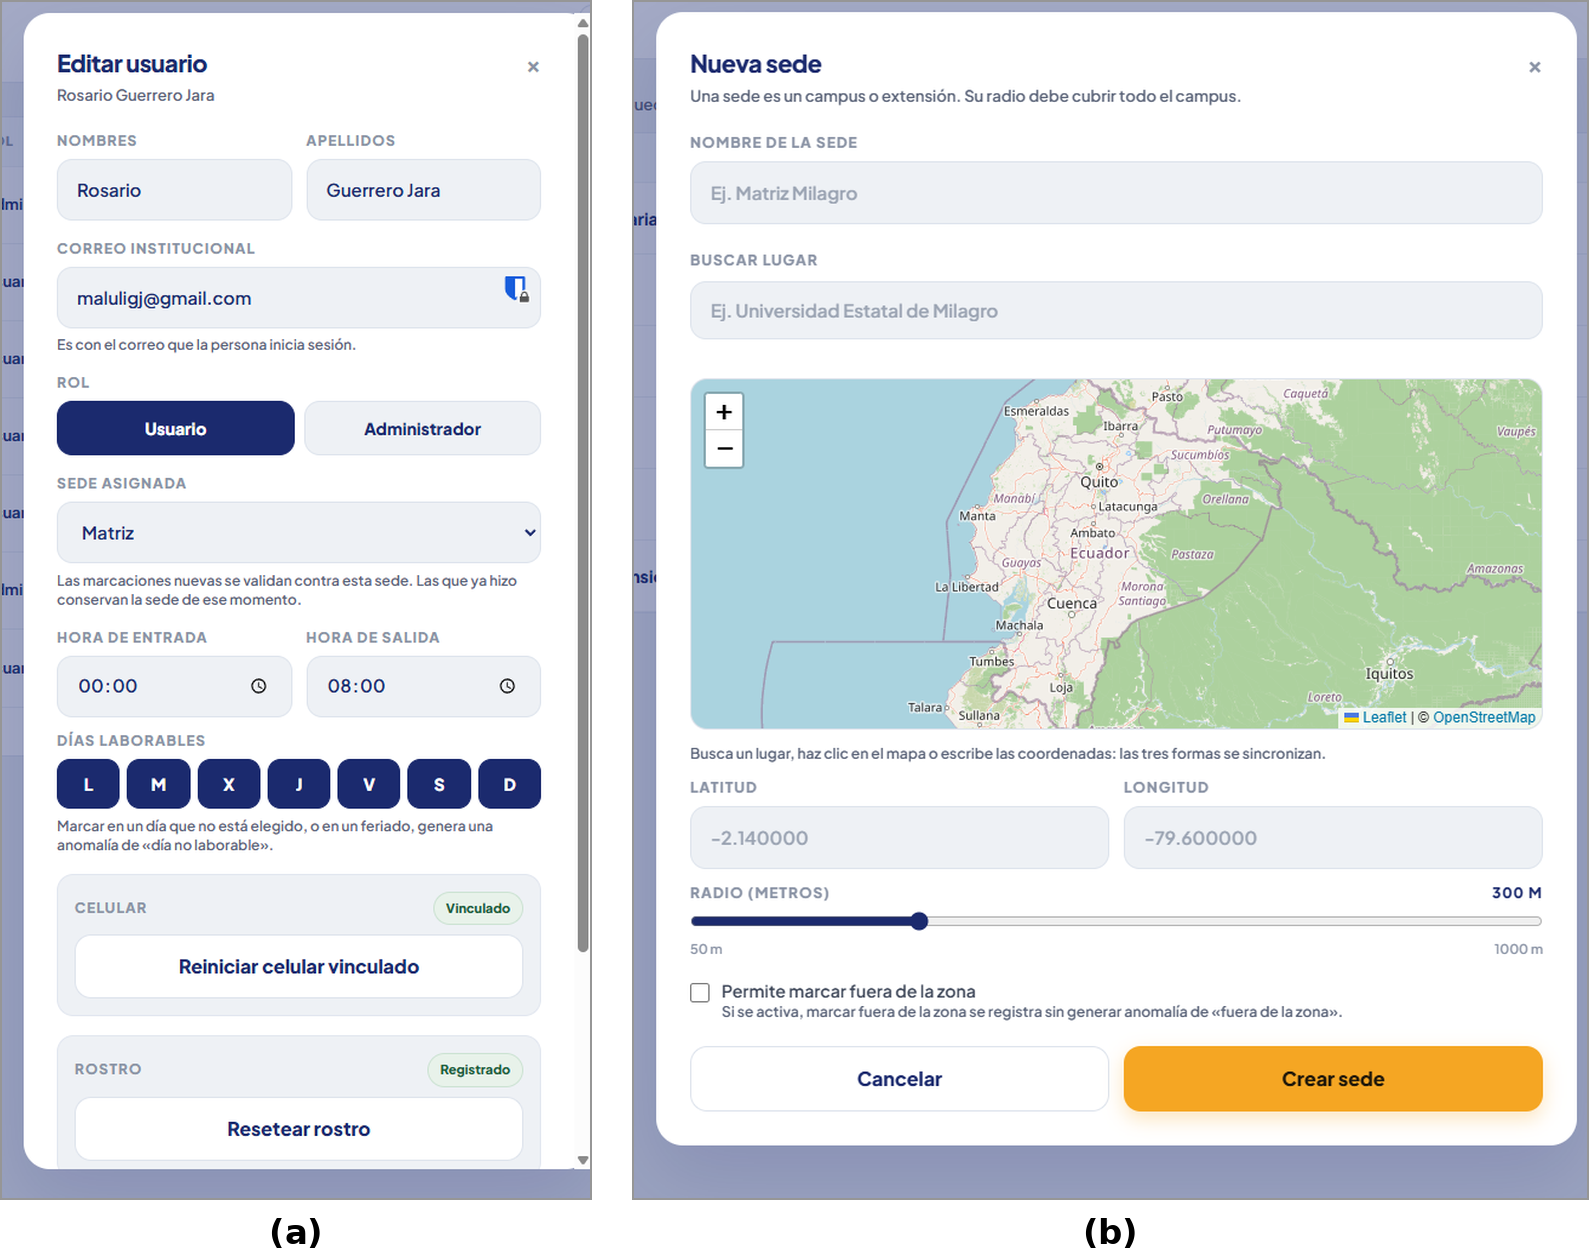 Editar usuario
×
Rosario Guerrero Jara
NOMBRES
APELLIDOS
Rosario
Guerrero Jara
CORREO INSTITUCIONAL
maluligj@gmail.com
Es con el correo que la persona inicia sesión.
ROL
Usuario
Administrador
SEDE ASIGNADA
Matriz
Las marcaciones nuevas se validan contra esta sede. Las que ya hizo
conservan la sede de ese momento.
HORA DE ENTRADA
HORA DE SALIDA
00:00
08:00
DÍAS LABORABLES
L M X J V S D
Marcar en un día que no está elegido, o en un feriado, genera una
anomalía de «día no laborable».
CELULAR
Vinculado
Reiniciar celular vinculado
ROSTRO
Registrado
Resetear rostro
(a)
Nueva sede
×
Una sede es un campus o extensión. Su radio debe cubrir todo el campus.
NOMBRE DE LA SEDE
Ej. Matriz Milagro
BUSCAR LUGAR
Ej. Universidad Estatal de Milagro
+
−
Esmeraldas
Pasto
Caquetá
Ibarra
Putumayo
Vaupés
Sucumbíos
Quito
Manabí
Orellana
Manta
Latacunga
Ambato
Ecuador
Pastaza
Guayas
Amazonas
La Libertad
Morona
Santiago
Cuenca
Machala
Tumbes
Iquitos
Loja
Loreto
Talara
Sullana
Leaflet | © OpenStreetMap
Busca un lugar, haz clic en el mapa o escribe las coordenadas: las tres formas se sincronizan.
LATITUD
LONGITUD
-2.140000
-79.600000
RADIO (METROS)
300 M
50 m
1000 m
Permite marcar fuera de la zona
Si se activa, marcar fuera de la zona se registra sin generar anomalía de «fuera de la zona».
Cancelar
Crear sede
(b)